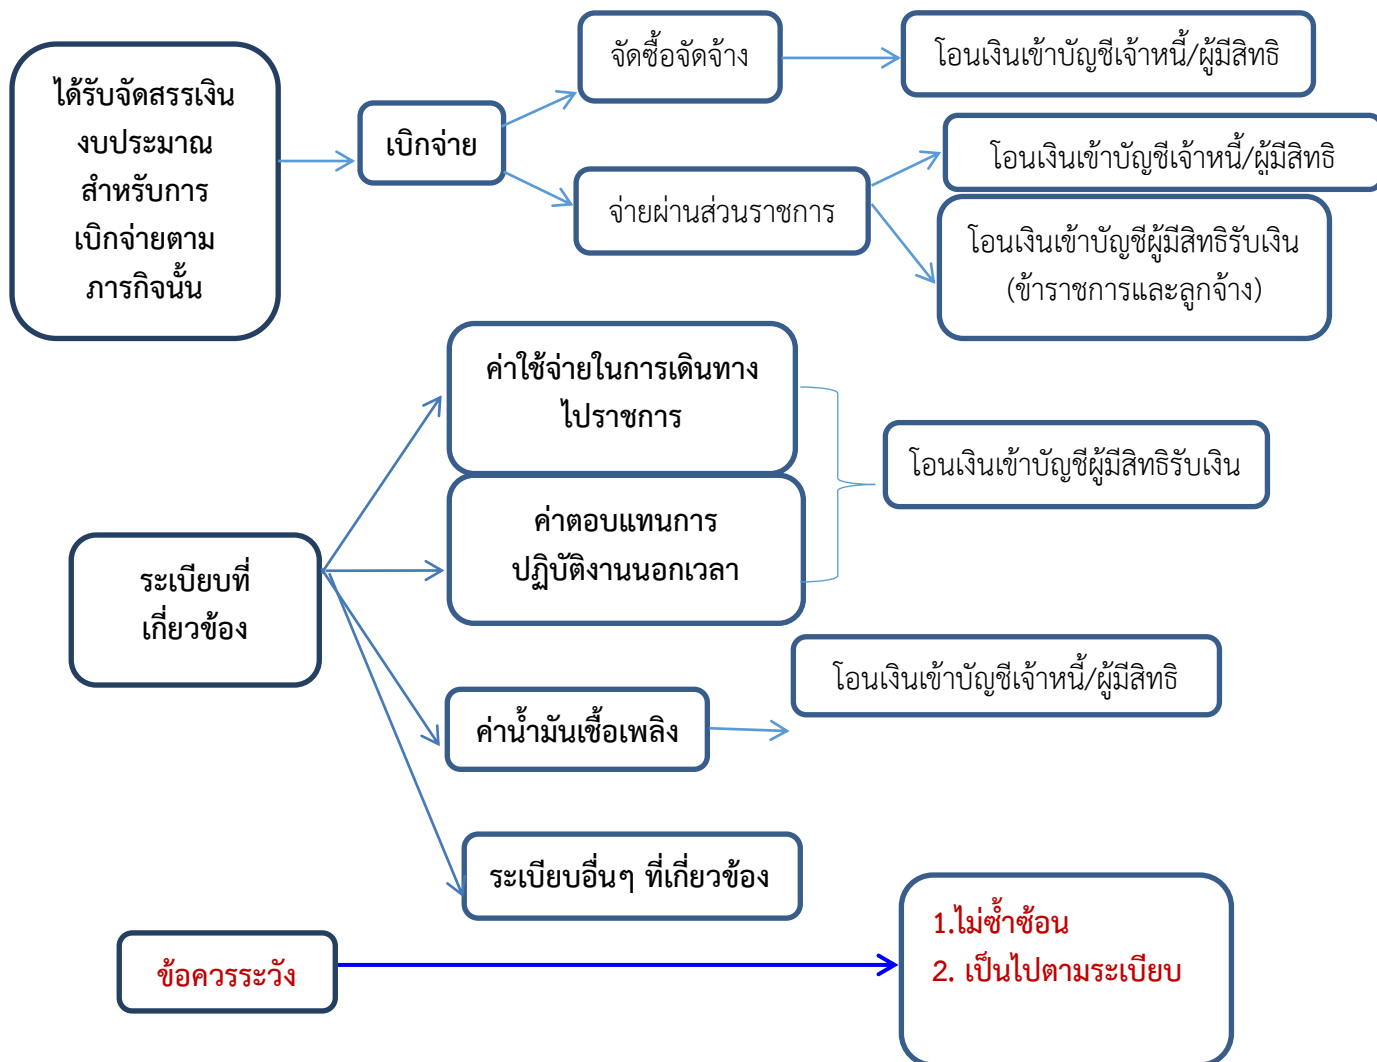 ได้รับจัดสรรเงิน
งบประมาณ
สำหรับการ
เบิกจ่ายตาม
ภารกิจนั้น
เบิกจ่าย
จัดซื้อจัดจ้าง
โอนเงินเข้าบัญชีเจ้าหนี้/ผู้มีสิทธิ
จ่ายผ่านส่วนราชการ
โอนเงินเข้าบัญชีเจ้าหนี้/ผู้มีสิทธิ
โอนเงินเข้าบัญชีผู้มีสิทธิรับเงิน
(ข้าราชการและลูกจ้าง)
ระเบียบที่
เกี่ยวข้อง
ค่าใช้จ่ายในการเดินทาง
ไปราชการ
ค่าตอบแทนการ
ปฏิบัติงานนอกเวลา
โอนเงินเข้าบัญชีผู้มีสิทธิรับเงิน
ค่าน้ำมันเชื้อเพลิง
โอนเงินเข้าบัญชีเจ้าหนี้/ผู้มีสิทธิ
ระเบียบอื่นๆ ที่เกี่ยวข้อง
ข้อควรระวัง
1.ไม่ซ้ำซ้อน
2. เป็นไปตามระเบียบ